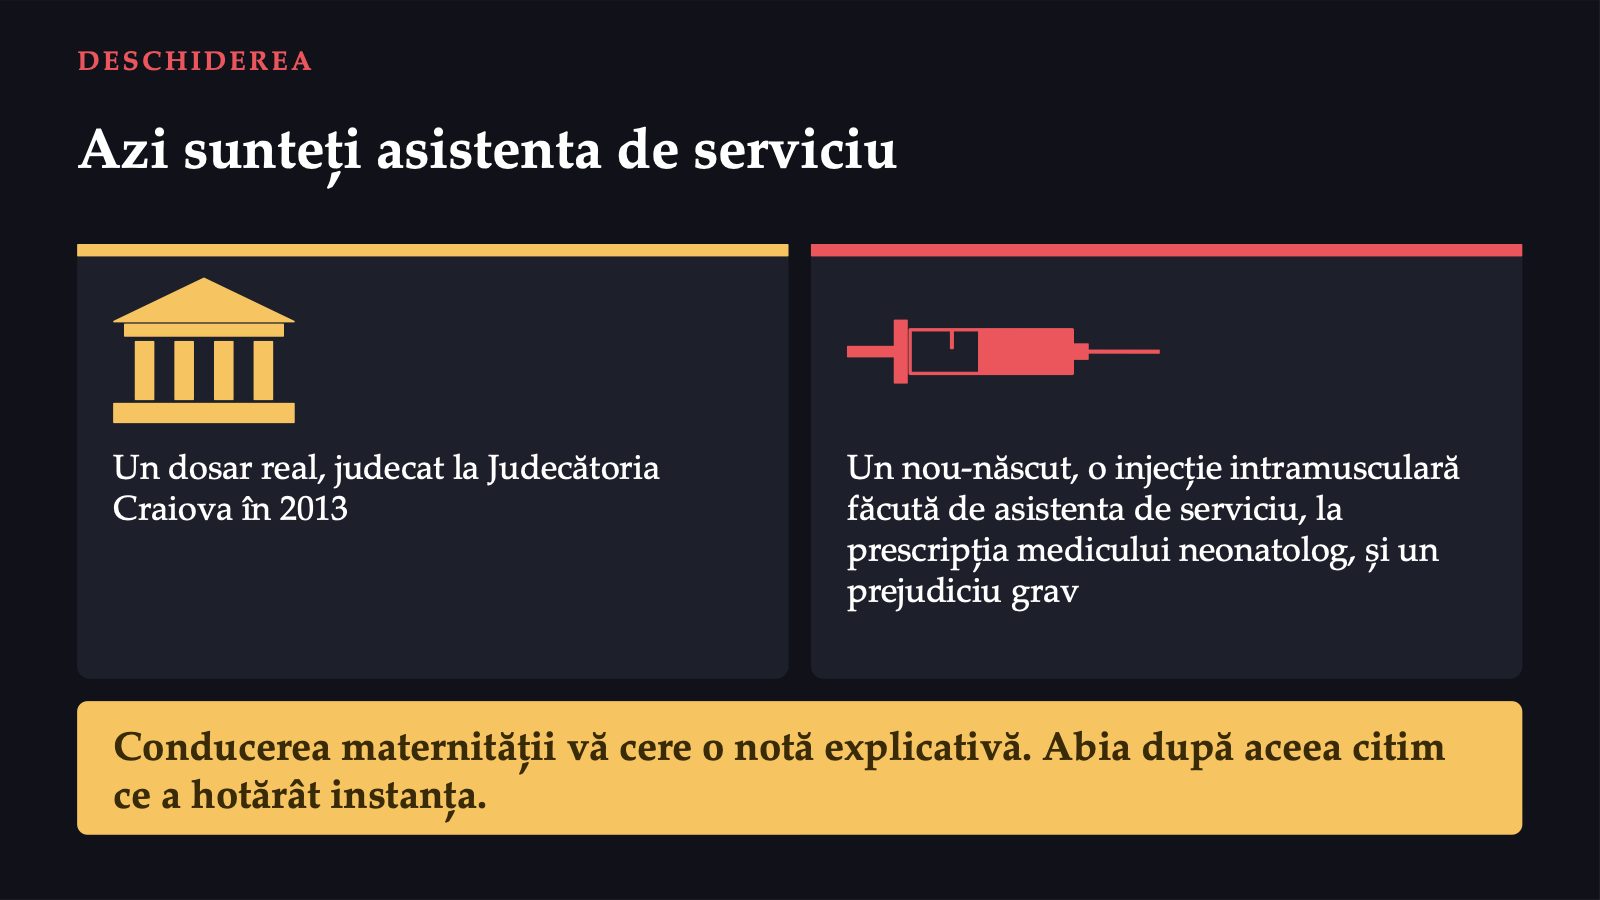 DESCHIDEREA
Azi sunteți asistenta de serviciu
Un dosar real, judecat la Judecătoria
Craiova în 2013
Un nou-născut, o injecție intramusculară
făcută de asistenta de serviciu, la
prescripția medicului neonatolog, și un
prejudiciu grav
Conducerea maternității vă cere o notă explicativă. Abia după aceea citim
ce a hotărât instanța.